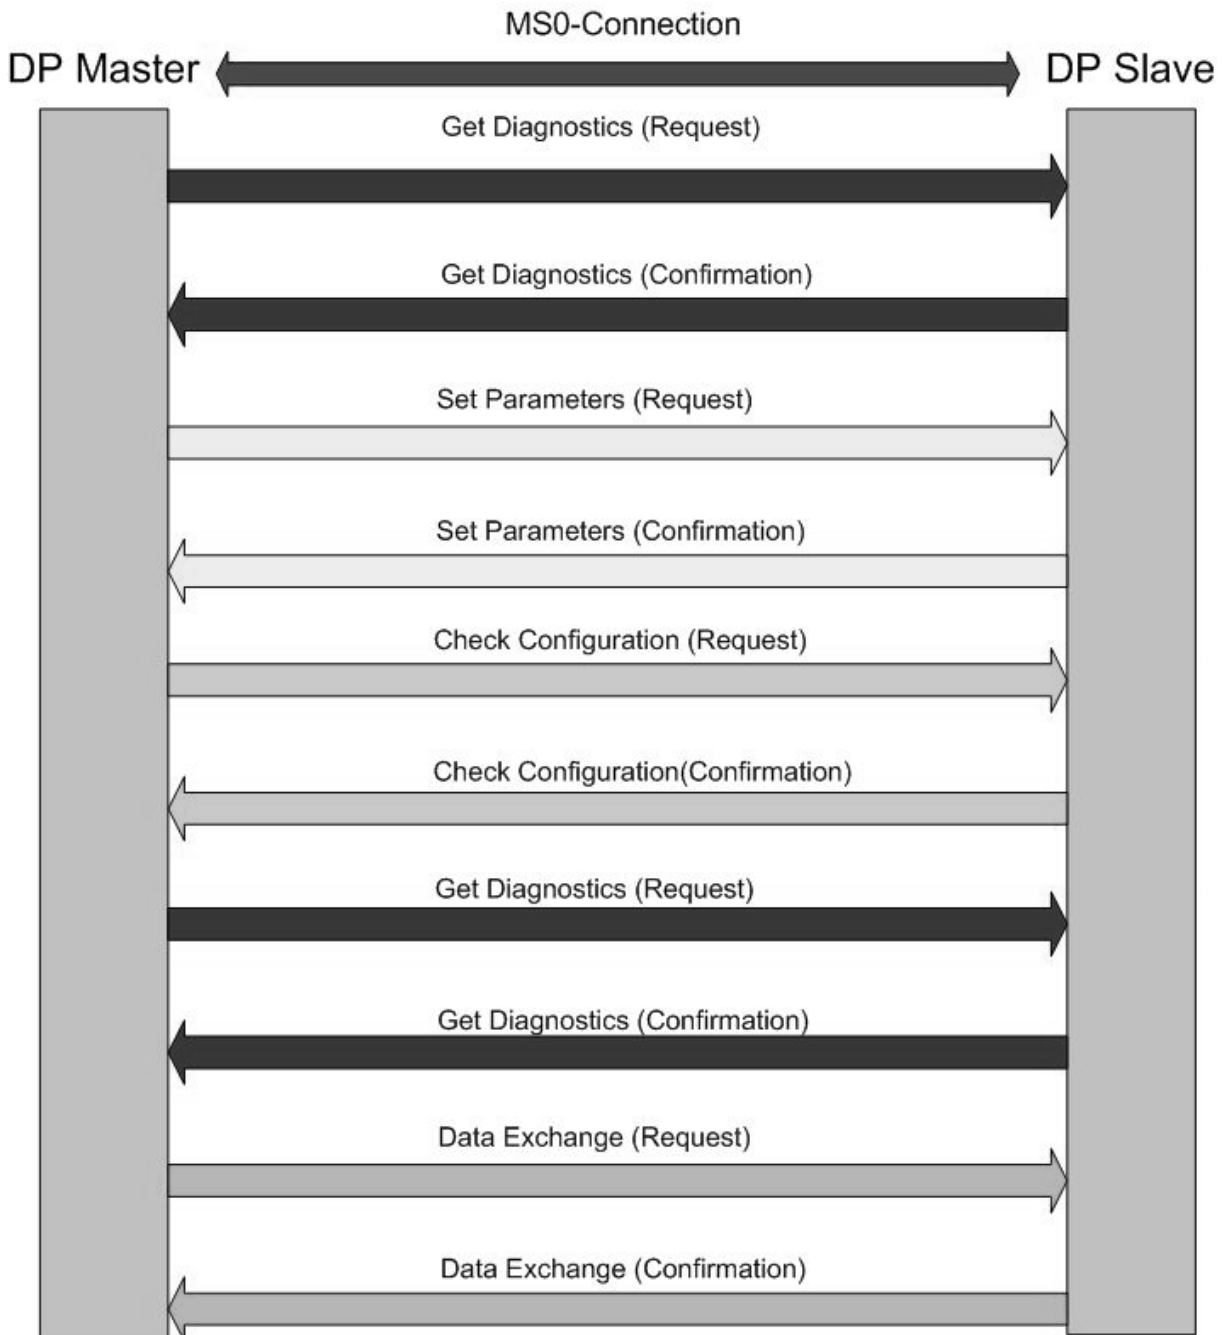 MS0-Connection
DP Master
DP Slave
Get Diagnostics (Request)
Get Diagnostics (Confirmation)
Set Parameters (Request)
Set Parameters (Confirmation)
Check Configuration (Request)
Check Configuration(Confirmation)
Get Diagnostics (Request)
Get Diagnostics (Confirmation)
Data Exchange (Request)
Data Exchange (Confirmation)